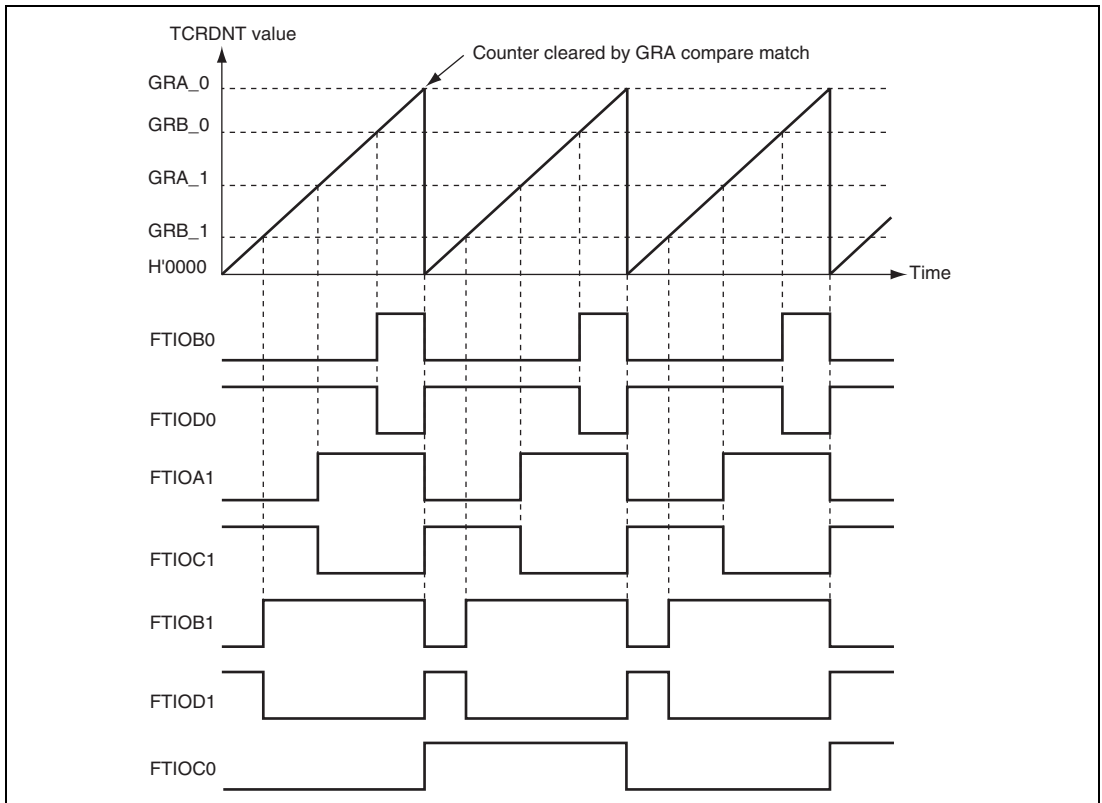 TCRDNT value
Counter cleared by GRA compare match
GRA_0
GRB_0
GRA_1
GRB_1
H'0000
Time
FTIOB0
FTIOD0
FTIOA1
FTIOC1
FTIOB1
FTIOD1
FTIOC0